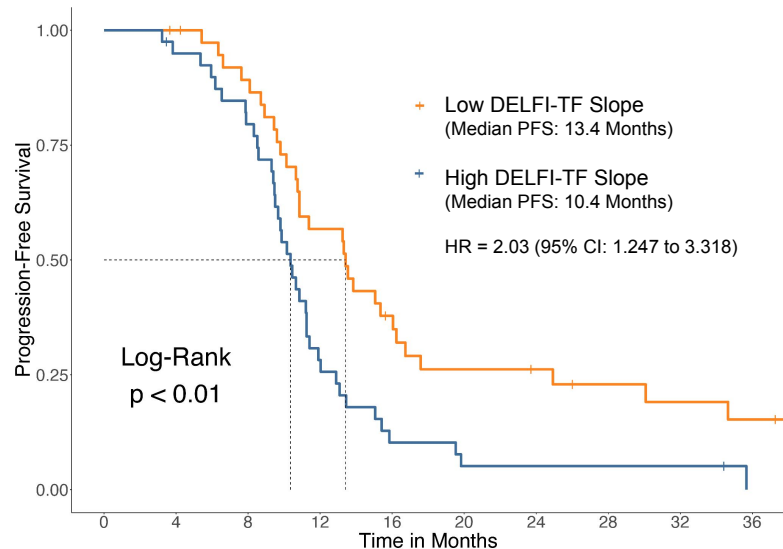 1.00
0.75
0.50
0.25
0.00
Progression-Free Survival
Low DELFI-TF Slope
(Median PFS: 13.4 Months)
High DELFI-TF Slope
(Median PFS: 10.4 Months)
HR = 2.03 (95% CI: 1.247 to 3.318)
Log-Rank
p < 0.01
0 4 8 12 16 20 24 28 32 36
Time in Months